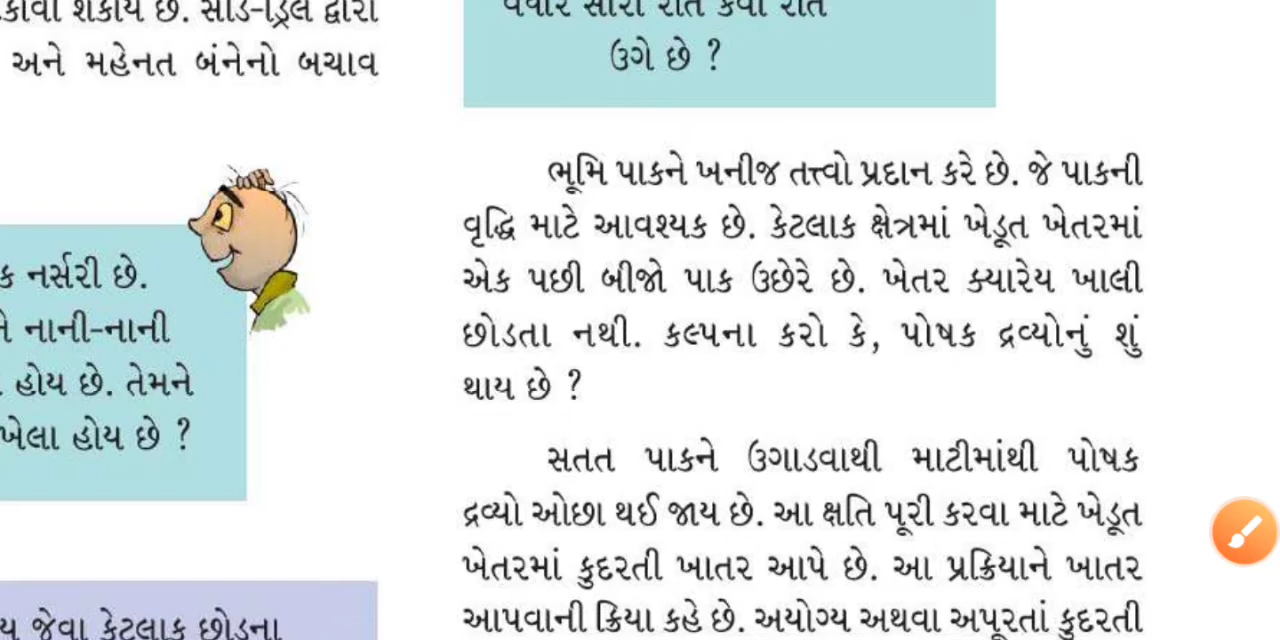 અને મહેનત બંનેનો બચાવ
નર્સરી છે.
નાની-નાની
હોય છે. તેમને
હોય છે ?
જેવા કેટલાક છોડના
ઉગે છે ?
ભૂમિ પાકને ખનીજ તત્ત્વો પ્રદાન કરે છે. જે પાકની
વૃદ્ધિ માટે આવશ્યક છે. કેટલાક ક્ષેત્રમાં ખેડૂત ખેતરમાં
એક પછી બીજો પાક ઉછેરે છે. ખેતર ક્યારેય ખાલી
છોડતા નથી. કલ્પના કરો કે, પોષક દ્રવ્યોનું શું
થાય છે ?
સતત પાકને ઉગાડવાથી માટીમાંથી પોષક
દ્રવ્યો ઓછા થઈ જાય છે. આ ક્ષતિ પૂરી કરવા માટે ખેડૂત
ખેતરમાં કુદરતી ખાતર આપે છે. આ પ્રક્રિયાને ખાતર
આપવાની ક્રિયા કહે છે. અયોગ્ય અથવા અપૂરતાં કુદરતી